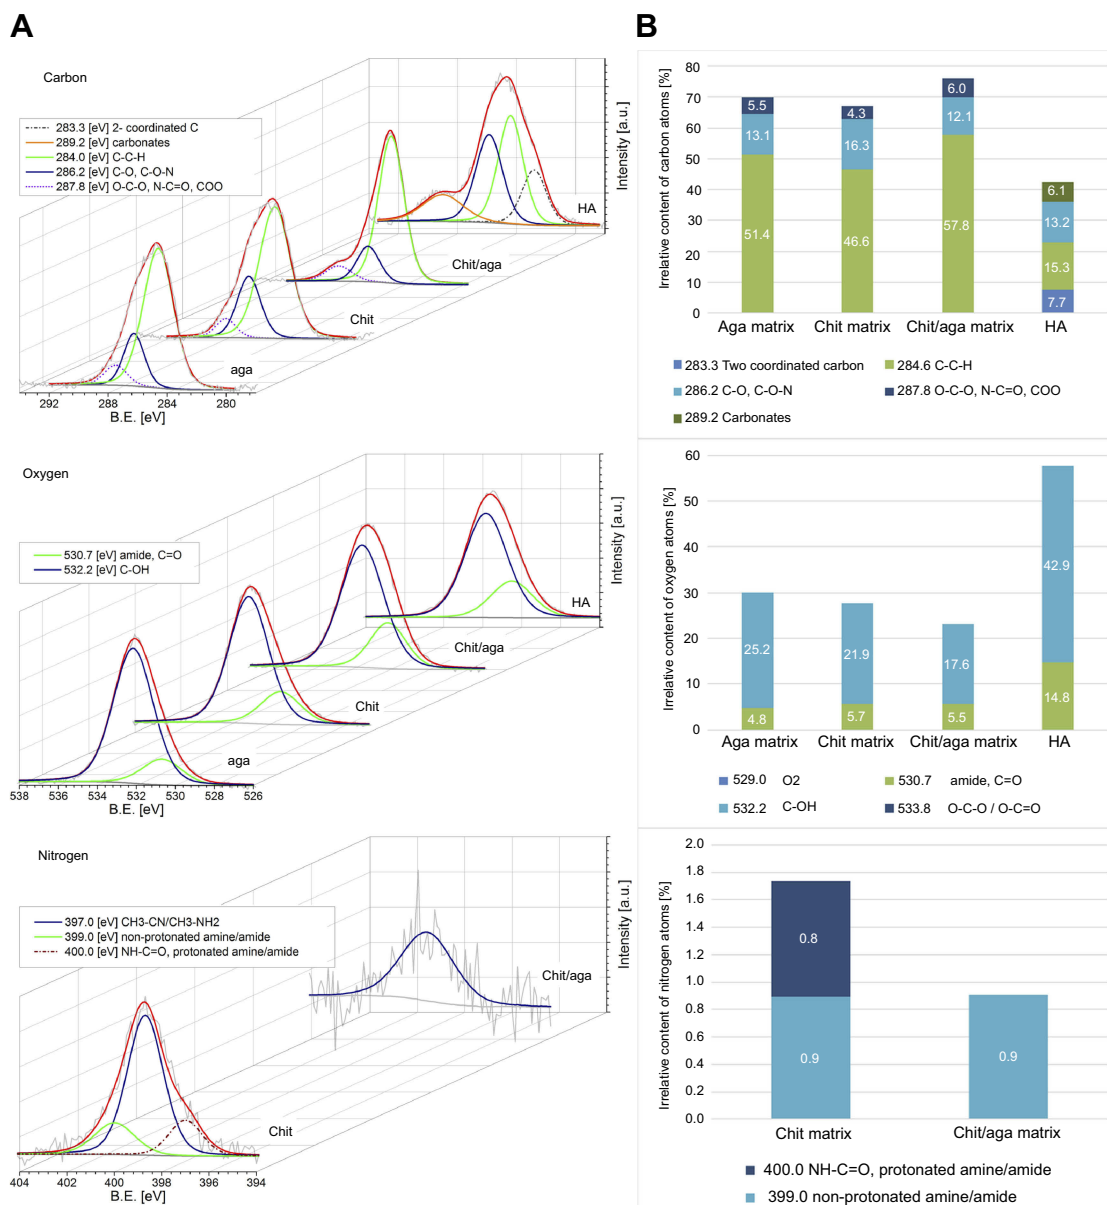 A
Carbon
283.3 [eV] 2- coordinated C
289.2 [eV] carbonates
284.0 [eV] C-C-H
286.2 [eV] C-O, C-O-N
287.8 [eV] O-C-O, N-C=O, COO
Intensity [a.u.]
HA
Chit/aga
Chit
aga
292 288 284 280
B.E. [eV]
Oxygen
530.7 [eV] amide, C=O
532.2 [eV] C-OH
Intensity [a.u.]
HA
Chit/aga
Chit
aga
538 536 534 532 530 528 526
B.E. [eV]
Nitrogen
397.0 [eV] CH3-CN/CH3-NH2
399.0 [eV] non-protonated amine/amide
400.0 [eV] NH-C=O, protonated amine/amide
Intensity [a.u.]
Chit/aga
Chit
404 402 400 398 396 394
B.E. [eV]
B
Irrelative content of carbon atoms [%]
80
70
60
50
40
30
20
10
0
5.5
13.1
51.4
4.3
16.3
46.6
6.0
12.1
57.8
6.1
13.2
15.3
7.7
Aga matrix Chit matrix Chit/aga matrix HA
283.3 Two coordinated carbon 284.6 C-C-H
286.2 C-O, C-O-N 287.8 O-C-O, N-C=O, COO
289.2 Carbonates
Irrelative content of oxygen atoms [%]
60
50
40
30
20
10
0
25.2
4.8
21.9
5.7
17.6
5.5
42.9
14.8
Aga matrix Chit matrix Chit/aga matrix HA
529.0 O2 530.7 amide, C=O
532.2 C-OH 533.8 O-C-O / O-C=O
Irrelative content of nitrogen atoms [%]
2.0
1.8
1.6
1.4
1.2
1.0
0.8
0.6
0.4
0.2
0.0
0.8
0.9
0.9
Chit matrix Chit/aga matrix
400.0 NH-C=O, protonated amine/amide
399.0 non-protonated amine/amide